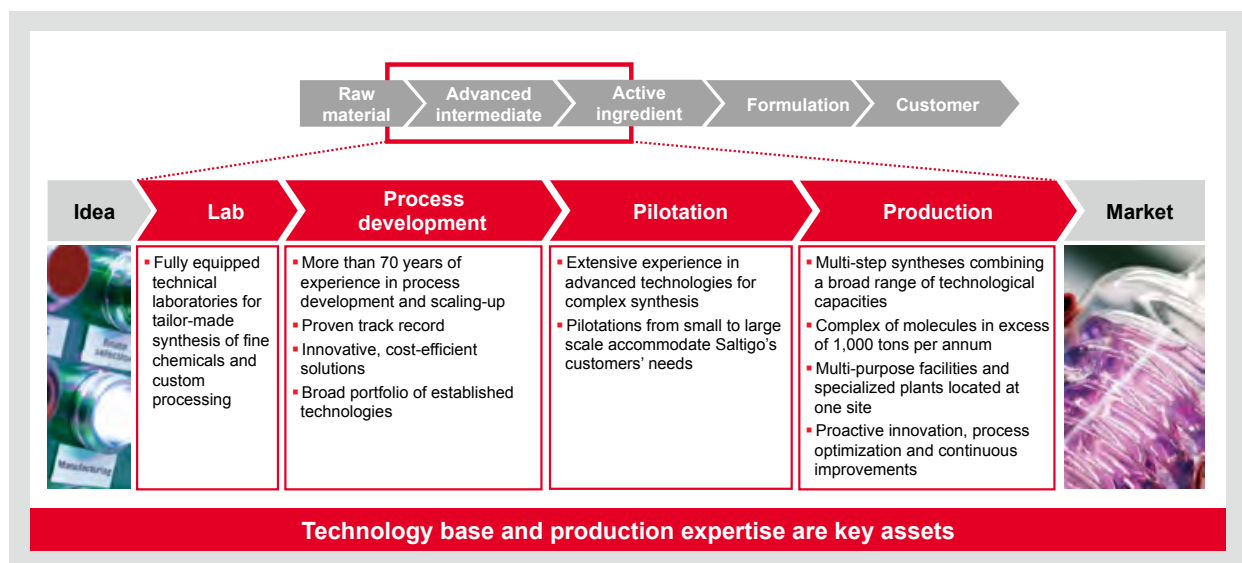 Raw
material
Advanced
intermediate
Active
ingredient
Formulation
Customer
Idea
Lab
Process
development
Pilotation
Production
Market
▪ Fully equipped
technical
laboratories for
tailor-made
synthesis of fine
chemicals and
custom
processing
▪ More than 70 years of
experience in process
development and scaling-up
▪ Proven track record
▪ Innovative, cost-efficient
solutions
▪ Broad portfolio of established
technologies
▪ Extensive experience in
advanced technologies for
complex synthesis
▪ Pilotations from small to large
scale accommodate Saltigo’s
customers’ needs
▪ Multi-step syntheses combining
a broad range of technological
capacities
▪ Complex of molecules in excess
of 1,000 tons per annum
▪ Multi-purpose facilities and
specialized plants located at
one site
▪ Proactive innovation, process
optimization and continuous
improvements
Manufacturing
Technology base and production expertise are key assets